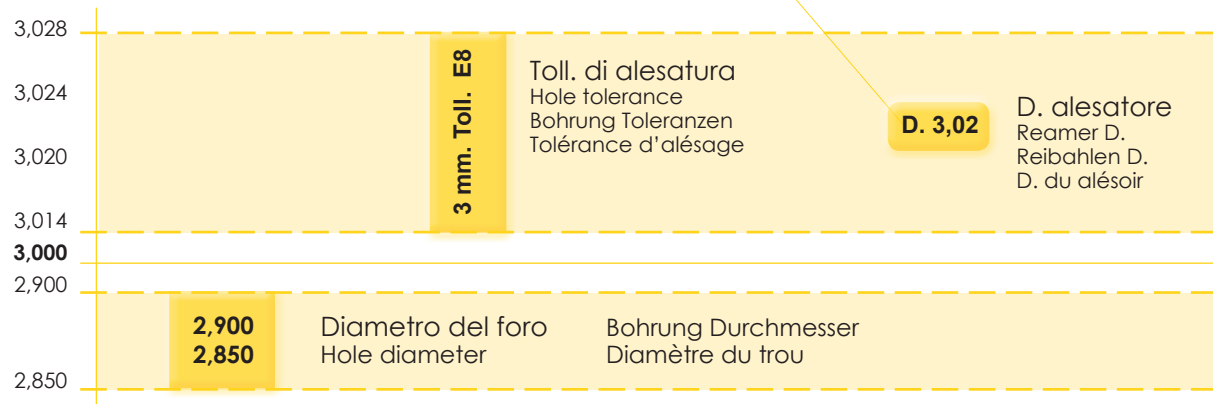 3,028
3,024
3,020
3,014
3,000
2,900
2,850
3 mm. Toll. E8
Toll. di alesatura
Hole tolerance
Bohrung Toleranzen
Tolérance d'alésage
D. 3,02
D. alesatore
Reamer D.
Reibahlen D.
D. du alésoir
2,900
2,850
Diametro del foro
Hole diameter
Bohrung Durchmesser
Diamètre du trou